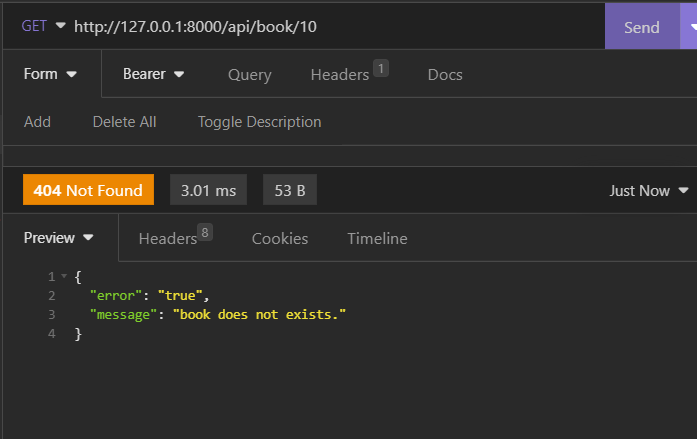 GET http://127.0.0.1:8000/api/book/10 Send
Form Bearer Query Headers 1 Docs
Add Delete All Toggle Description
404 Not Found 3.01 ms 53 B Just Now
Preview Headers 8 Cookies Timeline
1 {
2 "error": "true",
3 "message": "book does not exists."
4 }